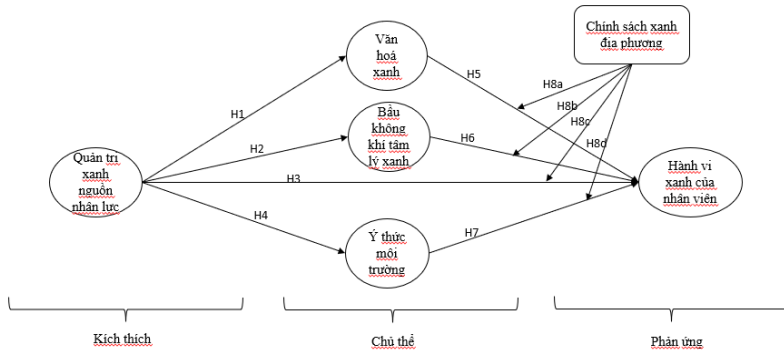 Chính sách xanh
địa phương
Văn
hoá
xanh
H5
H8a
H8b
H8c
H8d
H1
Bầu
không
khí tâm
lý xanh
H6
H2
Quản trị
xanh
nguồn
nhân lực
H3
Hành vi
xanh của
nhân viên
H4
Ý thức
môi
trường
H7
Kích thích
Chủ thể
Phản ứng